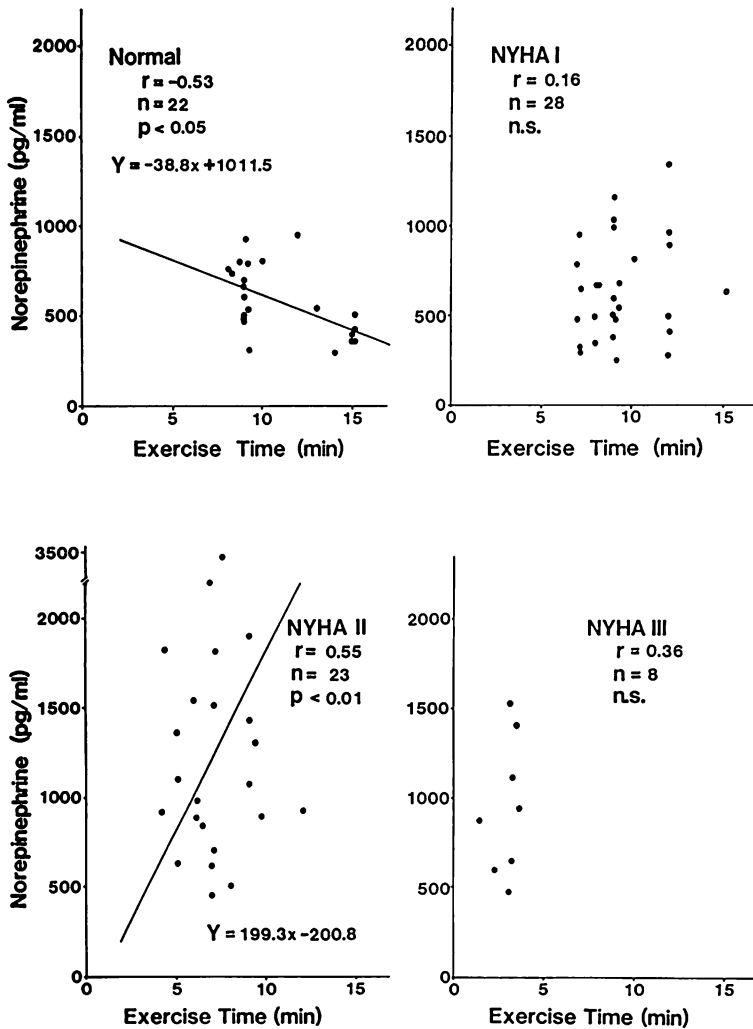 2000
1500
1000
500
0
Norepinephrine (pg/ml)
Normal
r = -0.53
n = 22
p < 0.05
Y = -38.8x +1011.5
0 5 10 15
Exercise Time (min)
2000
1500
1000
500
0
NYHA I
r = 0.16
n = 28
n.s.
0 5 10 15
Exercise Time (min)
3500
2000
1500
1000
500
0
Norepinephrine (pg/ml)
NYHA II
r = 0.55
n = 23
p < 0.01
Y = 199.3x -200.8
0 5 10 15
Exercise Time (min)
2000
1500
1000
500
0
NYHA III
r = 0.36
n = 8
n.s.
0 5 10 15
Exercise Time (min)